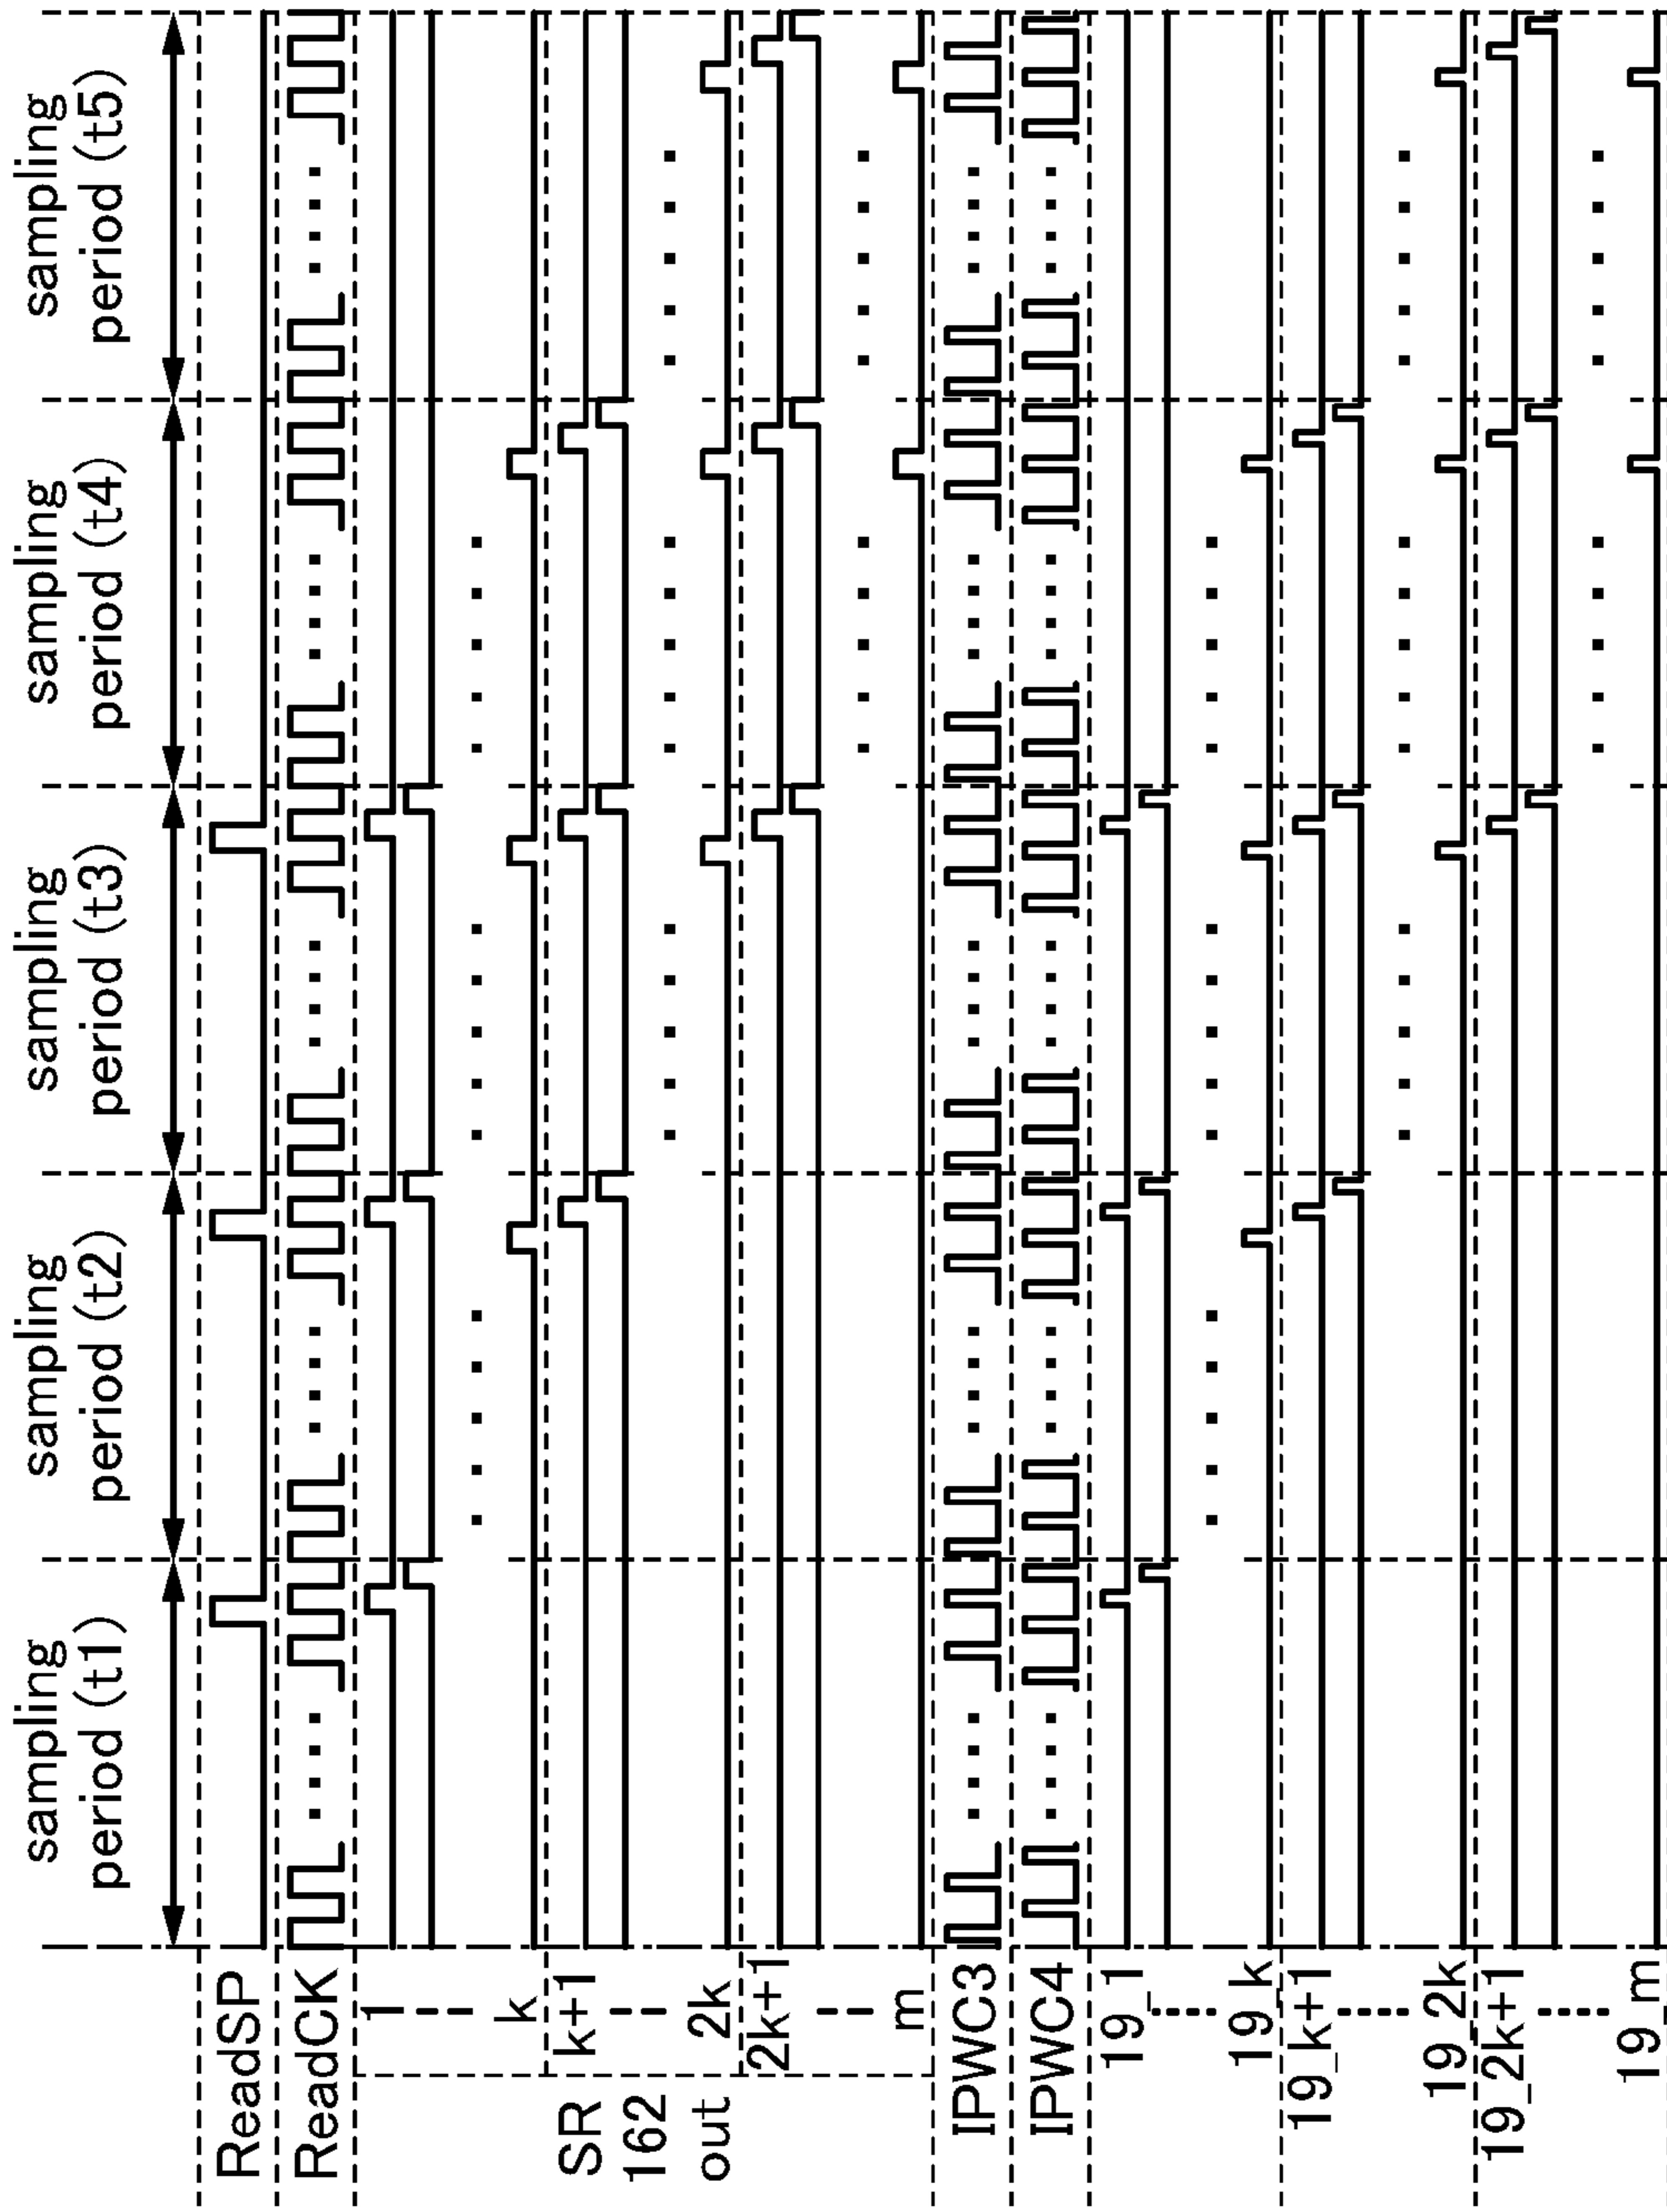 sampling
period (t1)
sampling
period (t2)
sampling
period (t3)
sampling
period (t4)
sampling
period (t5)
ReadSP
ReadCK
SR
162
out
1
k
k+1
2k
2k+1
m
IPWC3
IPWC4
19_1
19_k
19_k+1
19_2k
19_2k+1
19_m